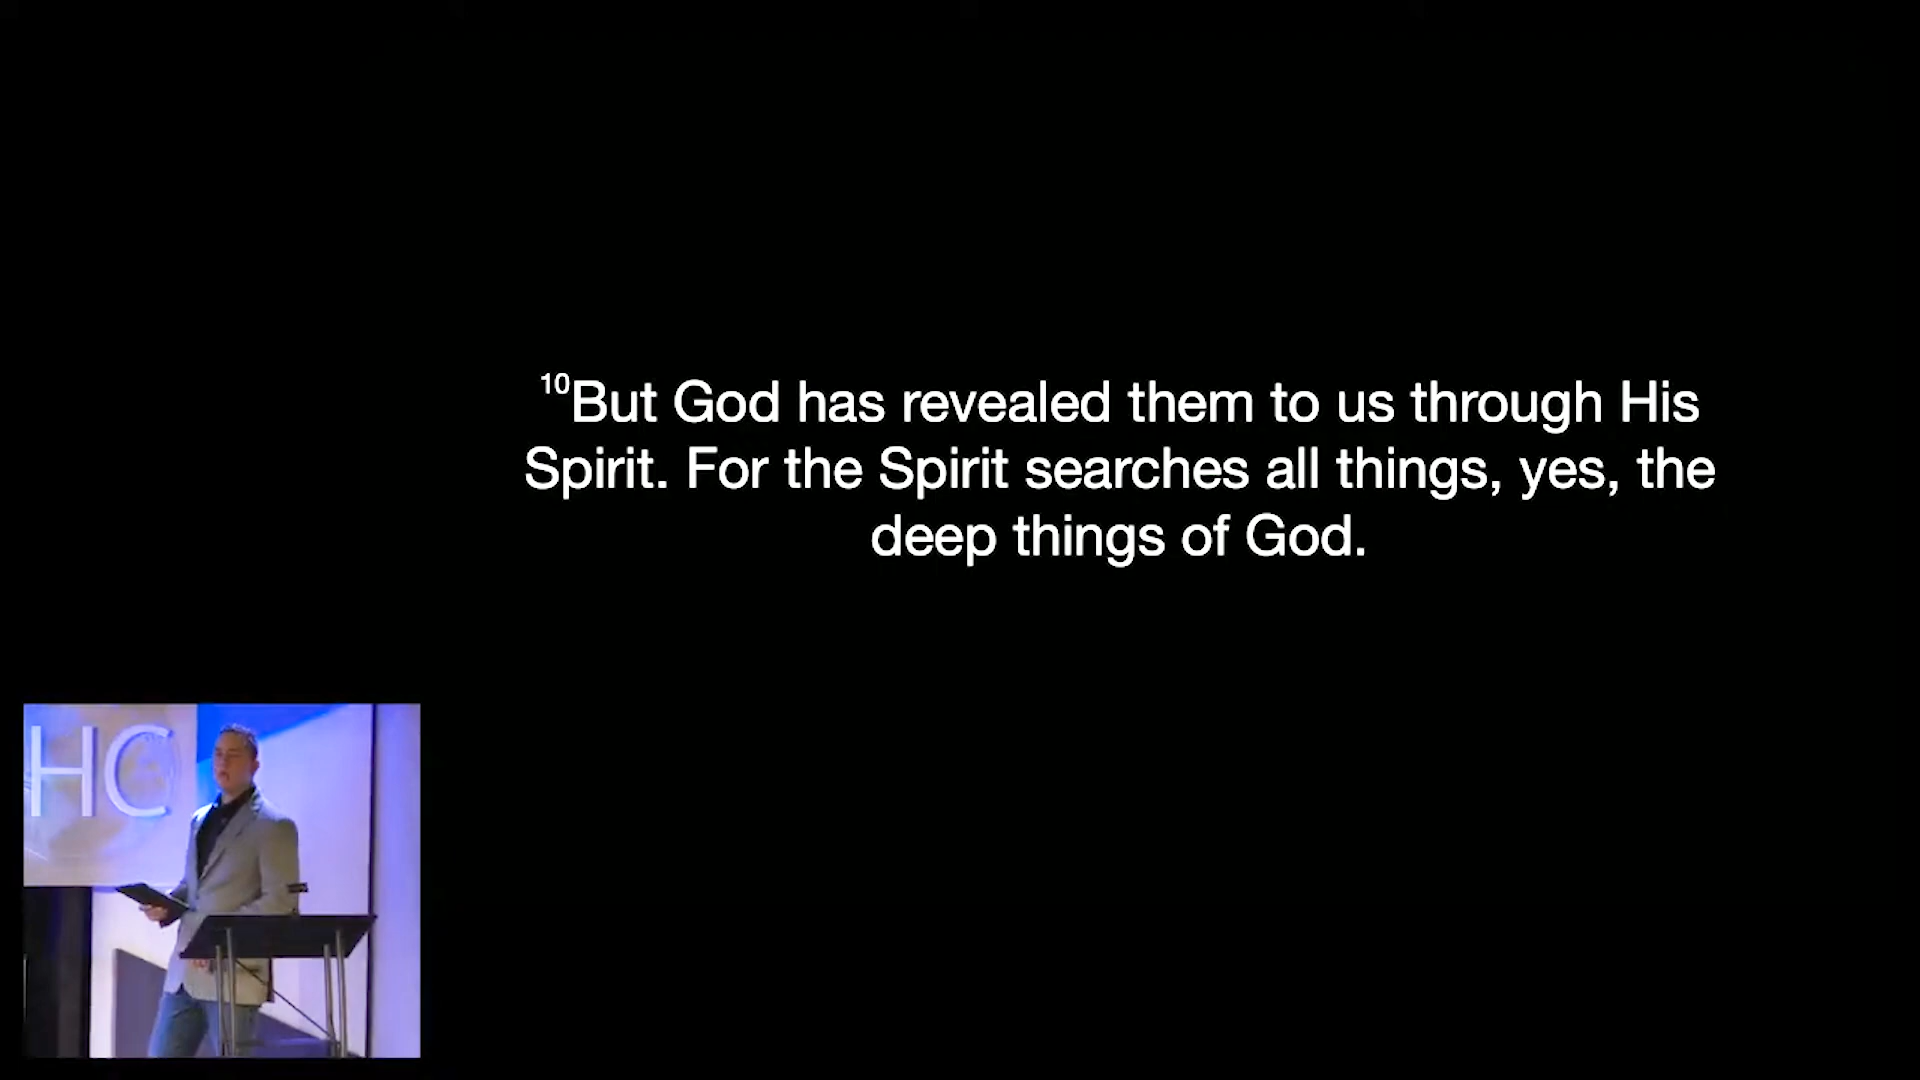 ¹⁰But God has revealed them to us through His
Spirit. For the Spirit searches all things, yes, the
deep things of God.
HC